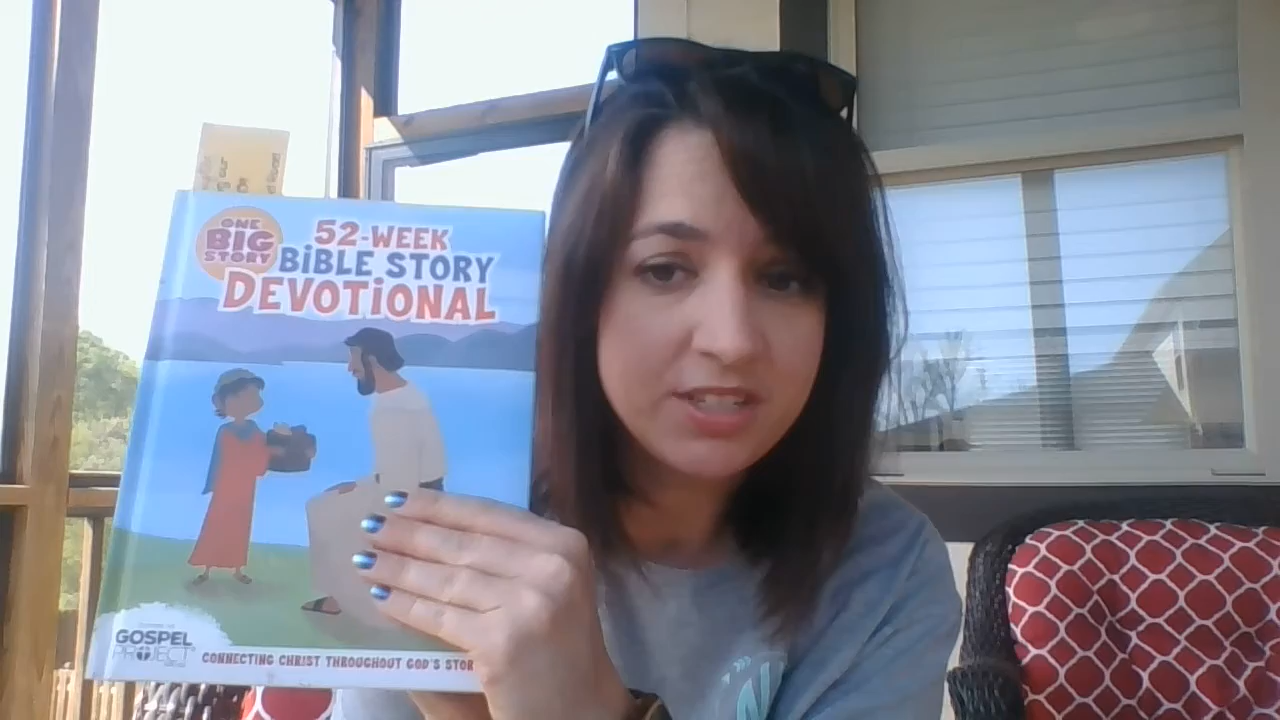 ONE
BIG
STORY
52-WEEK
BiBLE STORY
DEVOTiONAL
GOSPEL
PROJECT
CONNECTING CHRIST THROUGHOUT GOD'S STOR
N